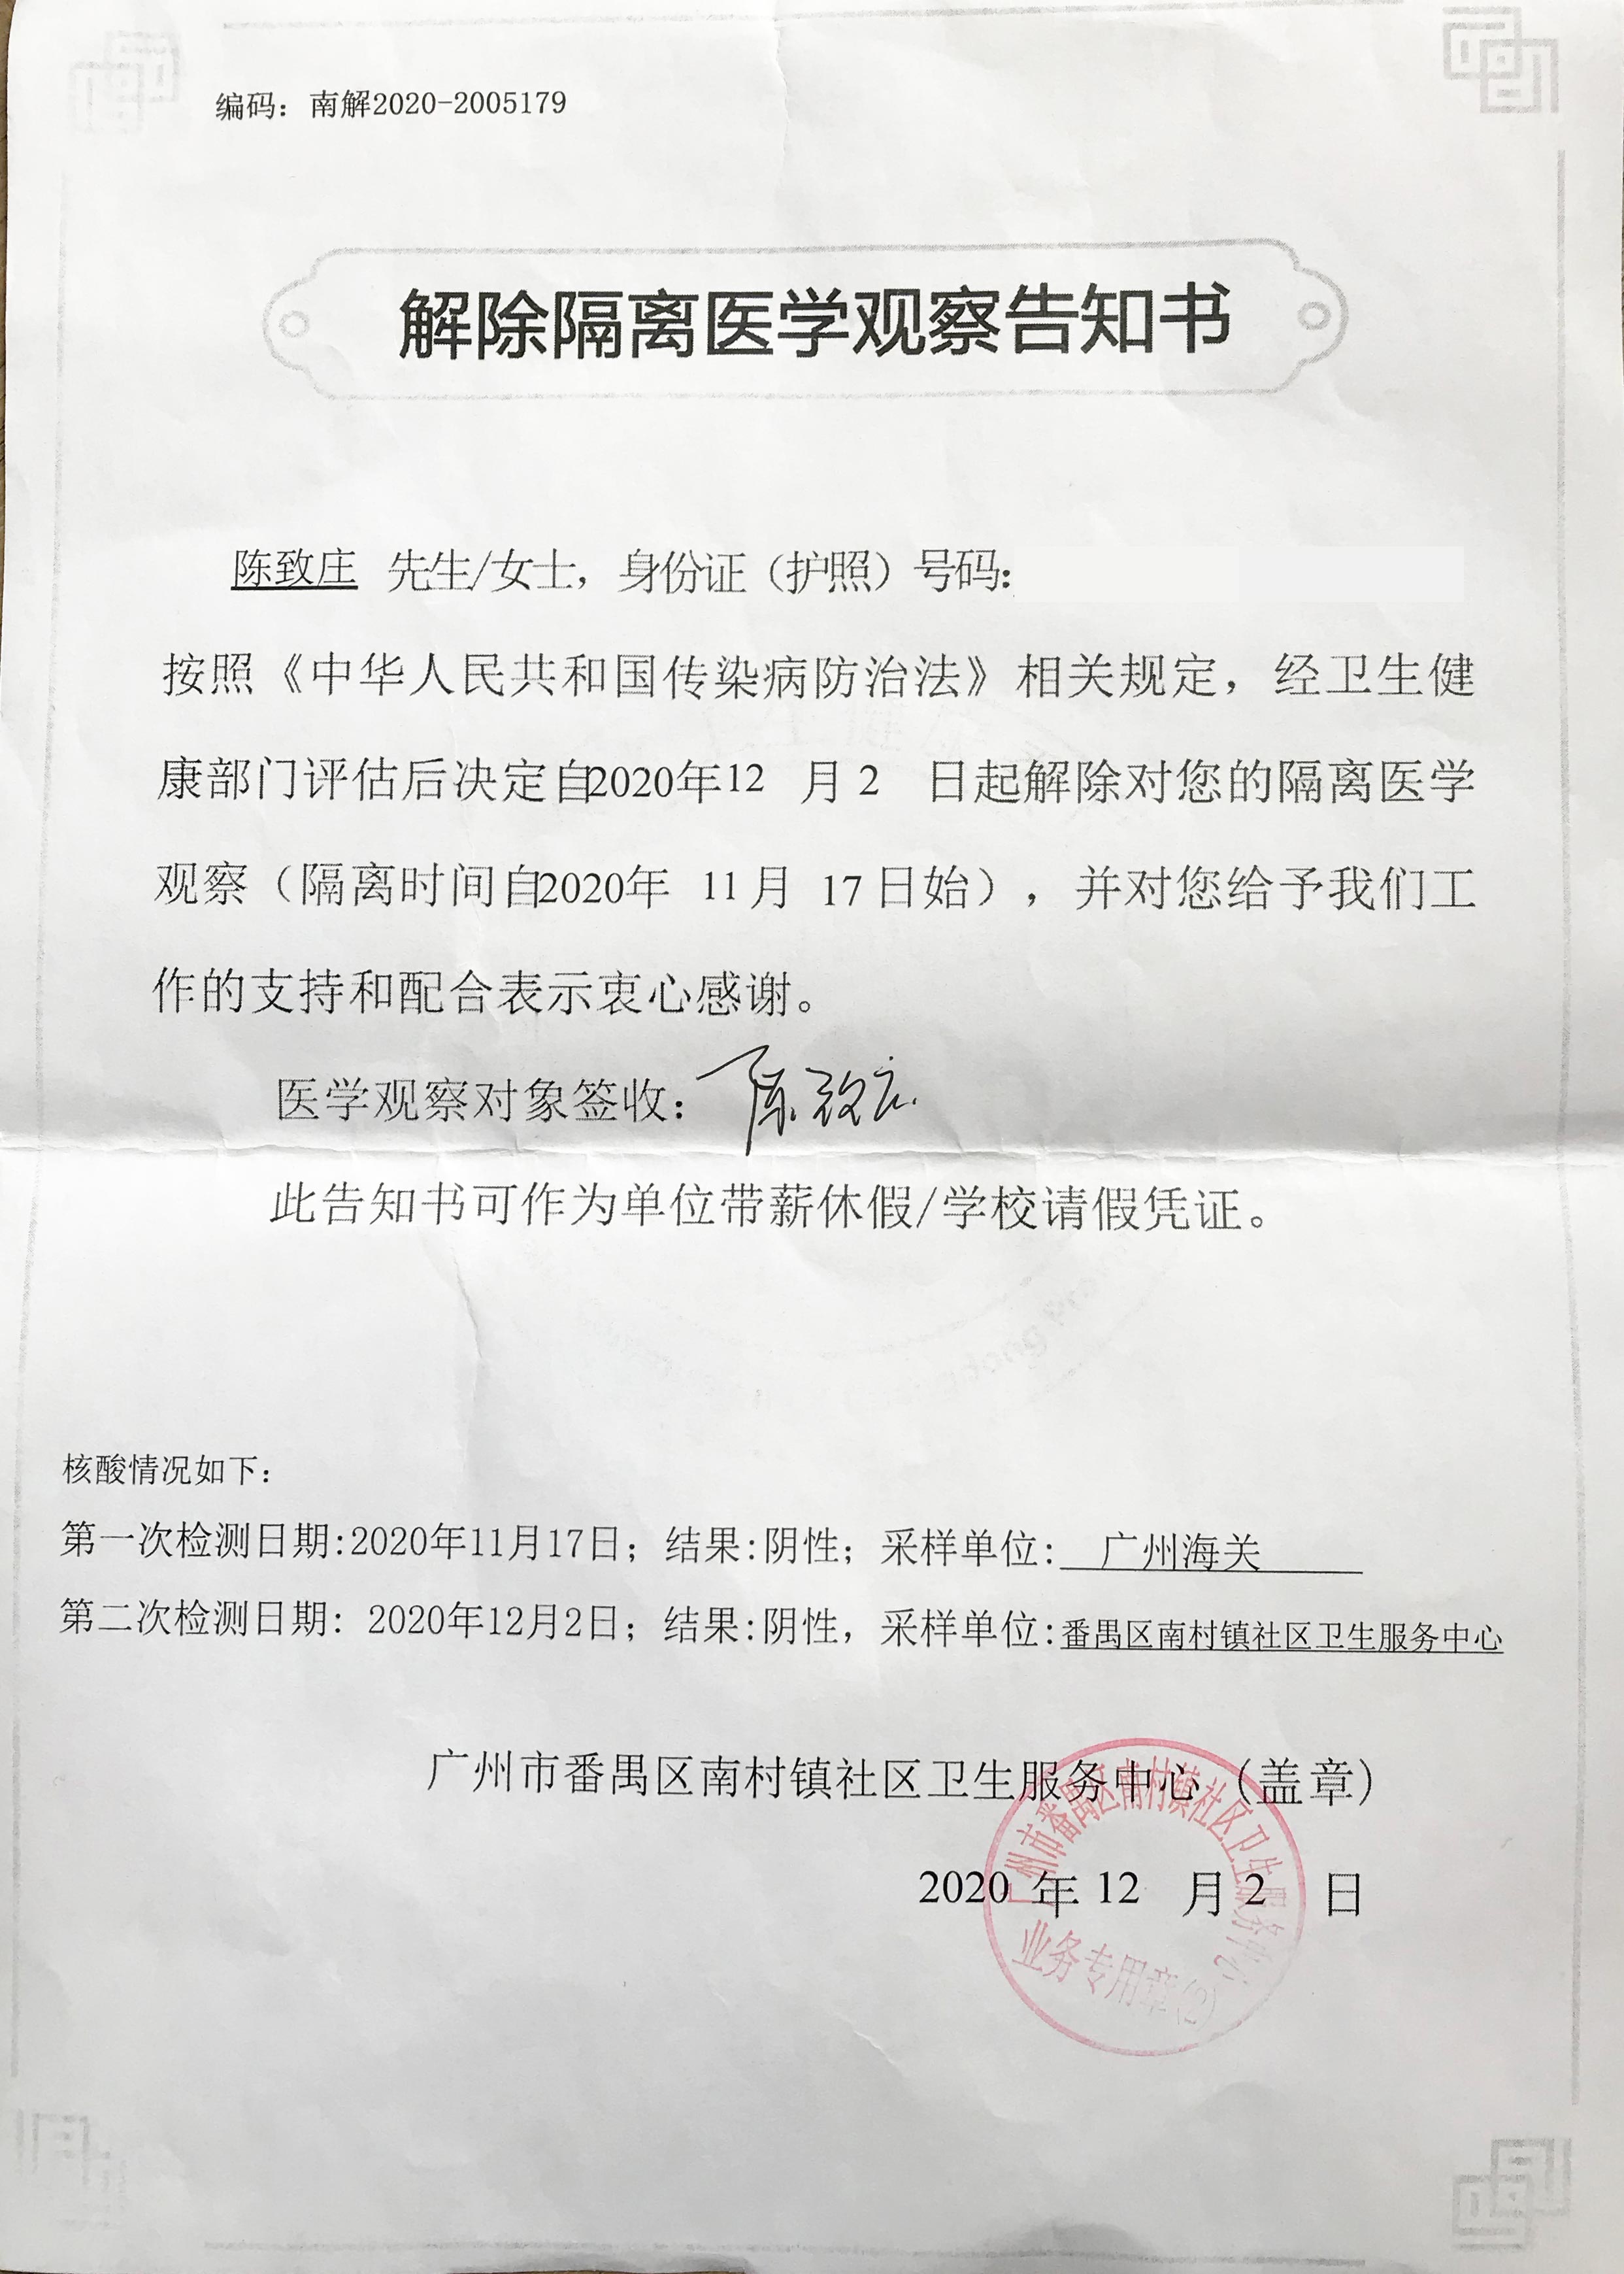 编码：南解2020-2005179
解除隔离医学观察告知书
陈致庄 先生/女士，身份证（护照）号码：
按照《中华人民共和国传染病防治法》相关规定，经卫生健
康部门评估后决定自2020年12 月 2 日起解除对您的隔离医学
观察（隔离时间自2020年 11 月 17 日始），并对您给予我们工
作的支持和配合表示衷心感谢。
医学观察对象签收：陈致庄
此告知书可作为单位带薪休假/学校请假凭证。
核酸情况如下：
第一次检测日期:2020年11月17日；结果:阴性；采样单位: 广州海关
第二次检测日期: 2020年12月2日；结果:阴性，采样单位:番禺区南村镇社区卫生服务中心
广州市番禺区南村镇社区卫生服务中心（盖章）
2020 年 12 月 2 日
广州市番禺区南村镇社区卫生服务中心
业务专用章